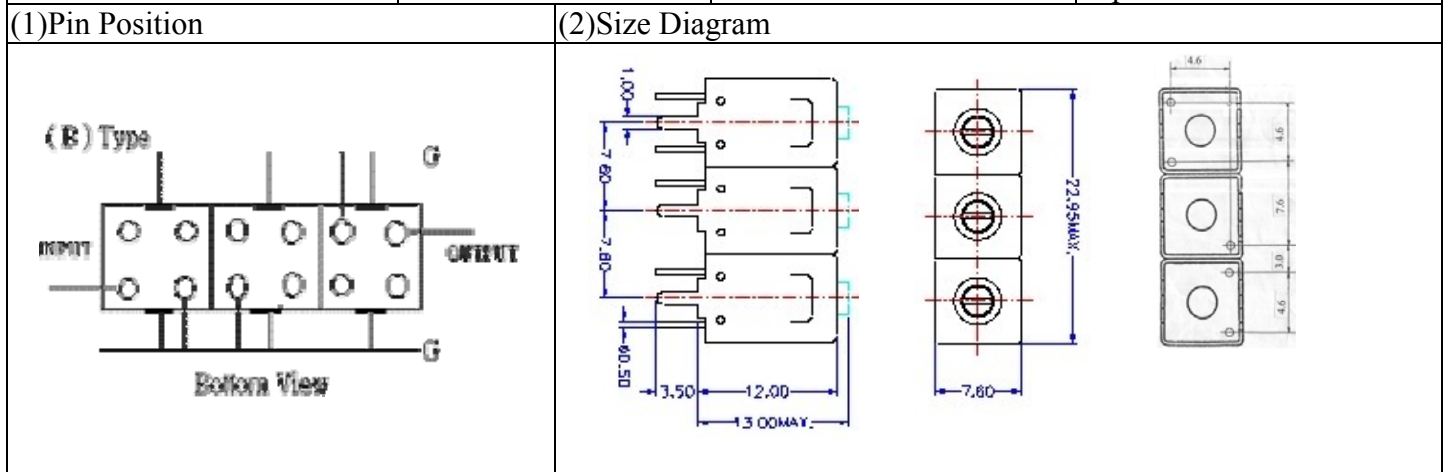 (1)Pin Position
(2)Size Diagram
(B) Type
G
INPUT
OUTPUT
G
Bottom View
1.00
7.60
7.60
Φ0.50
3.50
12.00
13.00MAX.
22.95MAX.
7.60
4.6
4.6
7.6
3.0
4.6